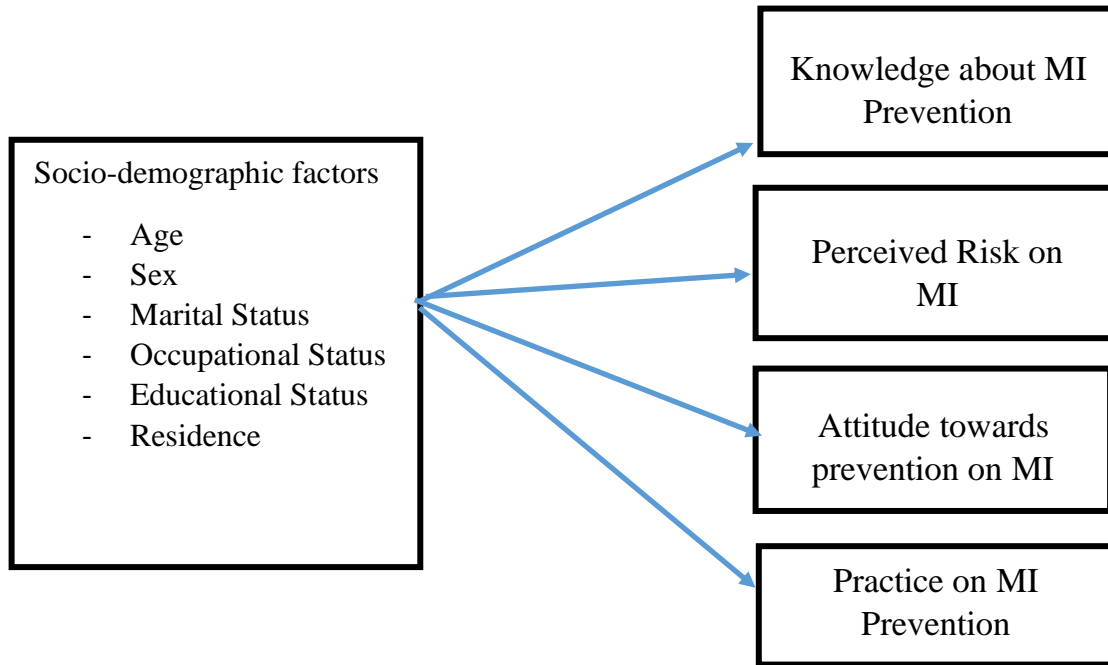 Socio-demographic factors
- Age
- Sex
- Marital Status
- Occupational Status
- Educational Status
- Residence
Knowledge about MI
Prevention
Perceived Risk on
MI
Attitude towards
prevention on MI
Practice on MI
Prevention